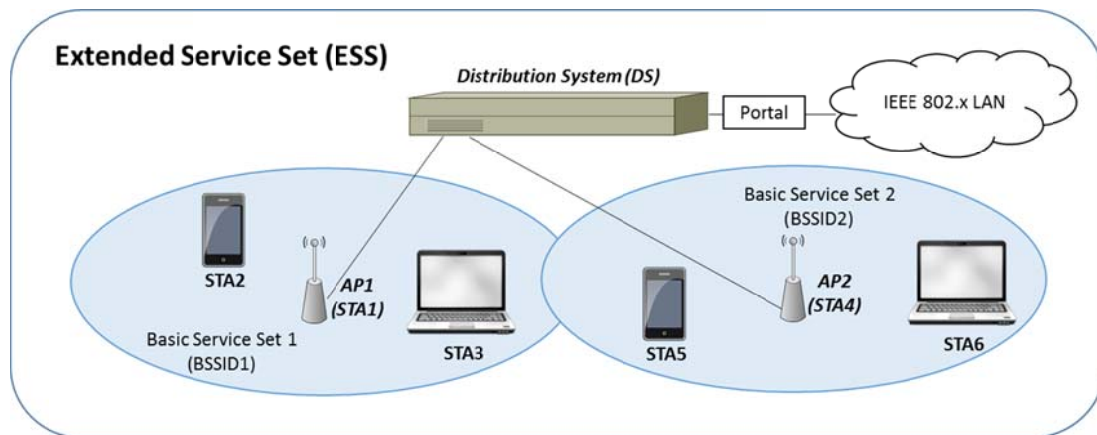 Extended Service Set (ESS)
Distribution System (DS)
Portal
IEEE 802.x LAN
STA2
AP1
(STA1)
STA3
Basic Service Set 1
(BSSID1)
Basic Service Set 2
(BSSID2)
AP2
(STA4)
STA5
STA6